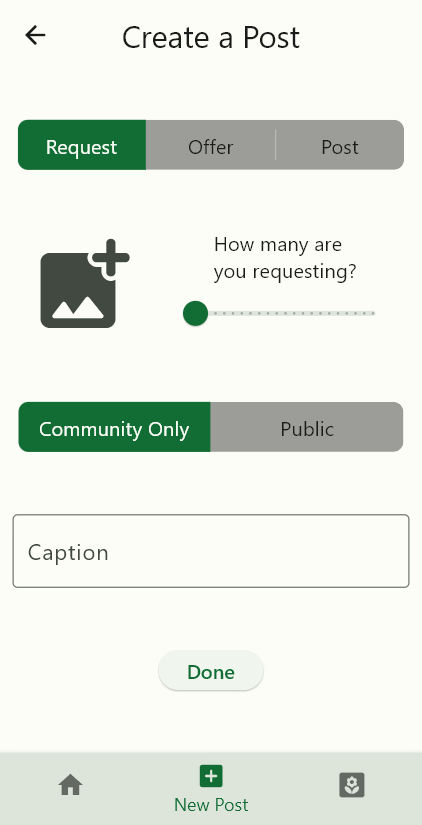 Create a Post
Request
Offer
Post
How many are
you requesting?
Community Only
Public
Caption
Done
New Post